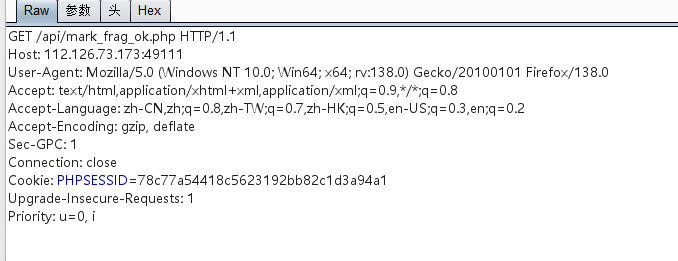 Raw 参数 头 Hex
GET /api/mark_frag_ok.php HTTP/1.1
Host: 112.126.73.173:49111
User-Agent: Mozilla/5.0 (Windows NT 10.0; Win64; x64; rv:138.0) Gecko/20100101 Firefox/138.0
Accept: text/html,application/xhtml+xml,application/xml;q=0.9,*/*;q=0.8
Accept-Language: zh-CN,zh;q=0.8,zh-TW;q=0.7,zh-HK;q=0.5,en-US;q=0.3,en;q=0.2
Accept-Encoding: gzip, deflate
Sec-GPC: 1
Connection: close
Cookie: PHPSESSID=78c77a54418c5623192bb82c1d3a94a1
Upgrade-Insecure-Requests: 1
Priority: u=0, i